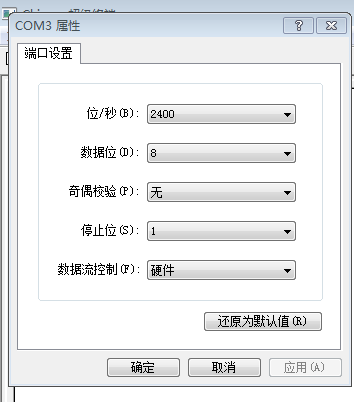 COM3 属性
端口设置
位/秒(B): 2400
数据位(D): 8
奇偶校验(P): 无
停止位(S): 1
数据流控制(F): 硬件
还原为默认值(R)
确定 取消 应用(A)